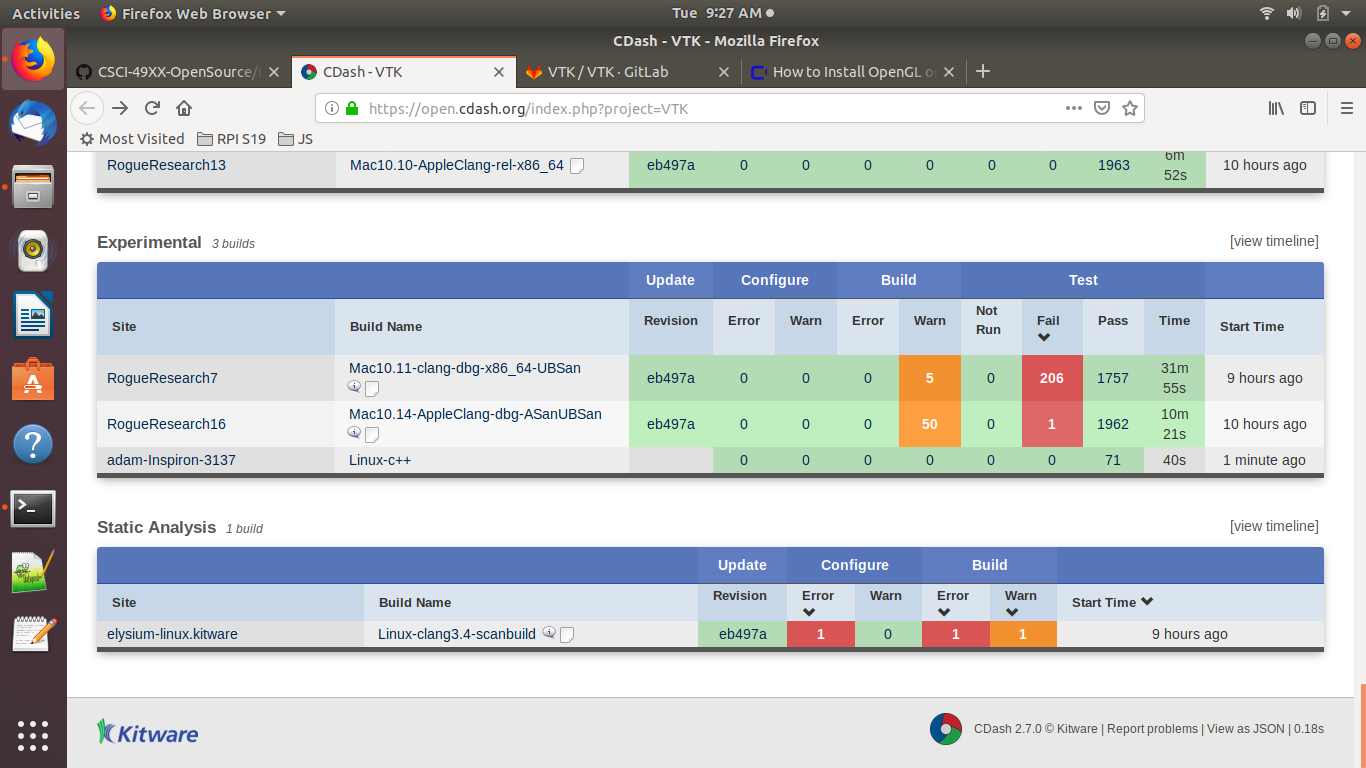 Activities Firefox Web Browser Tue 9:27 AM
CDash - VTK - Mozilla Firefox
CSCI-49XX-OpenSource/ CDash - VTK VTK / VTK · GitLab How to Install OpenGL o
https://open.cdash.org/index.php?project=VTK
Most Visited RPI S19 JS
RogueResearch13 Mac10.10-AppleClang-rel-x86_64 eb497a 0 0 0 0 0 0 1963 6m 52s 10 hours ago
Experimental 3 builds [view timeline]
Update Configure Build Test
Site Build Name Revision Error Warn Error Warn Not Run Fail Pass Time Start Time
RogueResearch7 Mac10.11-clang-dbg-x86_64-UBSan eb497a 0 0 0 5 0 206 1757 31m 55s 9 hours ago
RogueResearch16 Mac10.14-AppleClang-dbg-ASanUBSan eb497a 0 0 0 50 0 1 1962 10m 21s 10 hours ago
adam-Inspiron-3137 Linux-c++ 0 0 0 0 0 0 71 40s 1 minute ago
Static Analysis 1 build [view timeline]
Update Configure Build
Site Build Name Revision Error Warn Error Warn Start Time
elysium-linux.kitware Linux-clang3.4-scanbuild eb497a 1 0 1 1 9 hours ago
Kitware CDash 2.7.0 © Kitware | Report problems | View as JSON | 0.18s